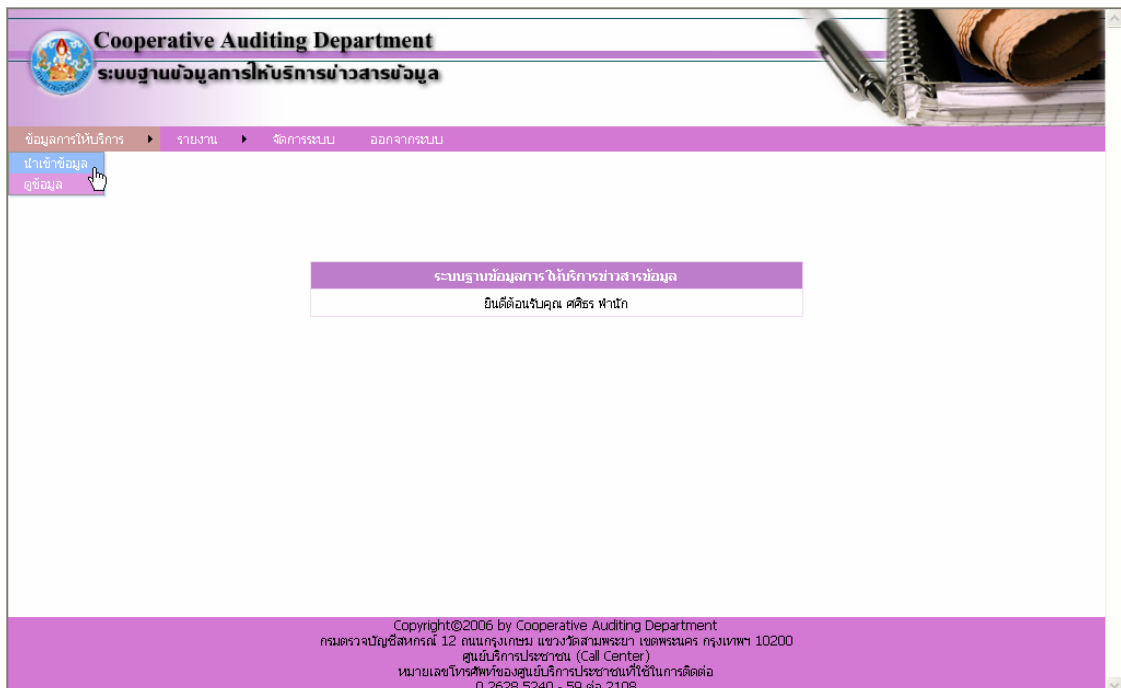 Cooperative Auditing Department
ระบบฐานข้อมูลการให้บริการข่าวสารข้อมูล
ข้อมูลการให้บริการ รายงาน จัดการระบบ ออกจากระบบ
นำเข้าข้อมูล
ดูข้อมูล
ระบบฐานข้อมูลการให้บริการข่าวสารข้อมูล
ยินดีต้อนรับคุณ ศศิธร ฟานัก
Copyright©2006 by Cooperative Auditing Department
กรมตรวจบัญชีสหกรณ์ 12 ถนนกรุงเกษม แขวงวัดสามพระยา เขตพระนคร กรุงเทพฯ 10200
ศูนย์บริการประชาชน (Call Center)
หมายเลขโทรศัพท์ของศูนย์บริการประชาชนที่ใช้ในการติดต่อ
0 2628 5240 - 59 ต่อ 2108